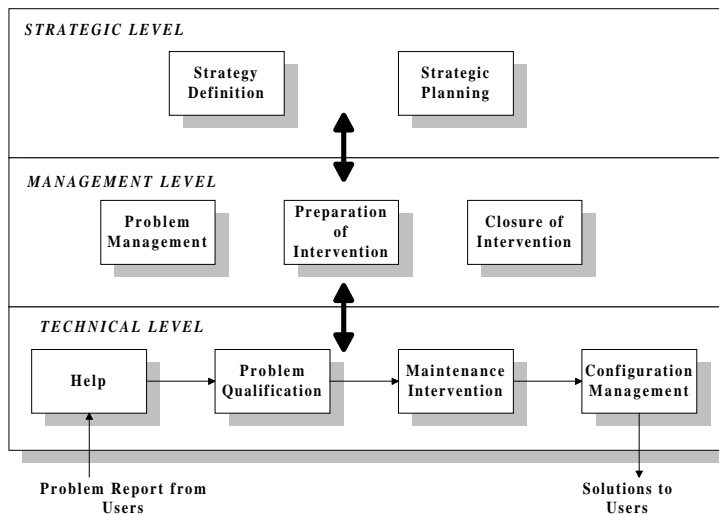 STRATEGIC LEVEL
Strategy
Definition
Strategic
Planning
MANAGEMENT LEVEL
Problem
Management
Preparation
of
Intervention
Closure of
Intervention
TECHNICAL LEVEL
Help
Problem
Qualification
Maintenance
Intervention
Configuration
Management
Problem Report from
Users
Solutions to
Users